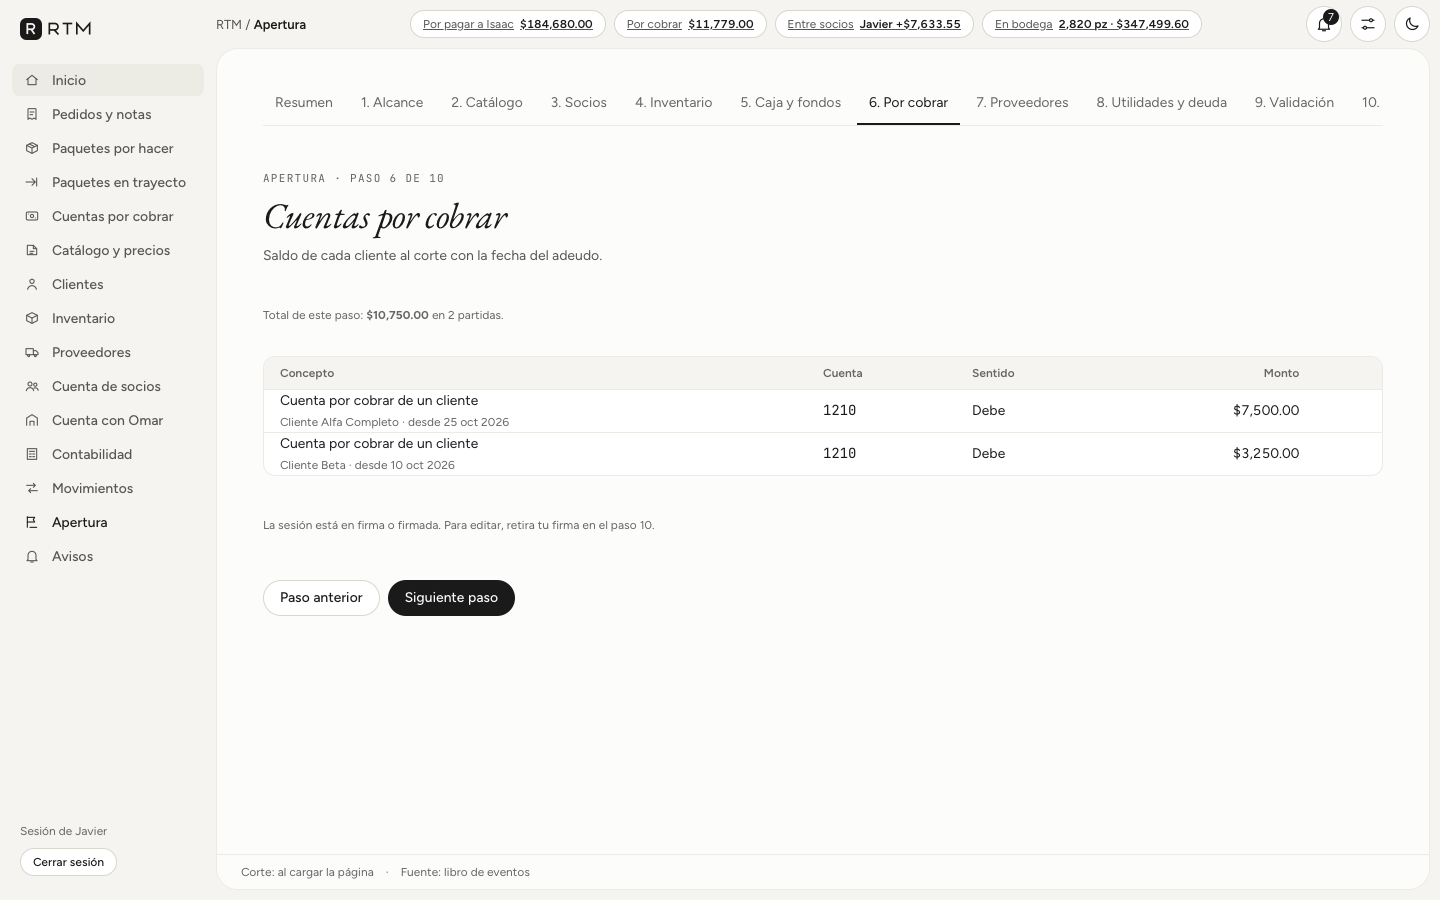 R RTM
RTM / Apertura
Por pagar a Isaac $184,680.00
Por cobrar $11,779.00
Entre socios Javier +$7,633.55
En bodega 2,820 pz · $347,499.60
7
Inicio
Pedidos y notas
Paquetes por hacer
Paquetes en trayecto
Cuentas por cobrar
Catálogo y precios
Clientes
Inventario
Proveedores
Cuenta de socios
Cuenta con Omar
Contabilidad
Movimientos
Apertura
Avisos
Sesión de Javier
Cerrar sesión
Resumen 1. Alcance 2. Catálogo 3. Socios 4. Inventario 5. Caja y fondos 6. Por cobrar 7. Proveedores 8. Utilidades y deuda 9. Validación 10.
APERTURA · PASO 6 DE 10
Cuentas por cobrar
Saldo de cada cliente al corte con la fecha del adeudo.
Total de este paso: $10,750.00 en 2 partidas.
Concepto Cuenta Sentido Monto
Cuenta por cobrar de un cliente 1210 Debe $7,500.00
Cliente Alfa Completo · desde 25 oct 2026
Cuenta por cobrar de un cliente 1210 Debe $3,250.00
Cliente Beta · desde 10 oct 2026
La sesión está en firma o firmada. Para editar, retira tu firma en el paso 10.
Paso anterior Siguiente paso
Corte: al cargar la página · Fuente: libro de eventos